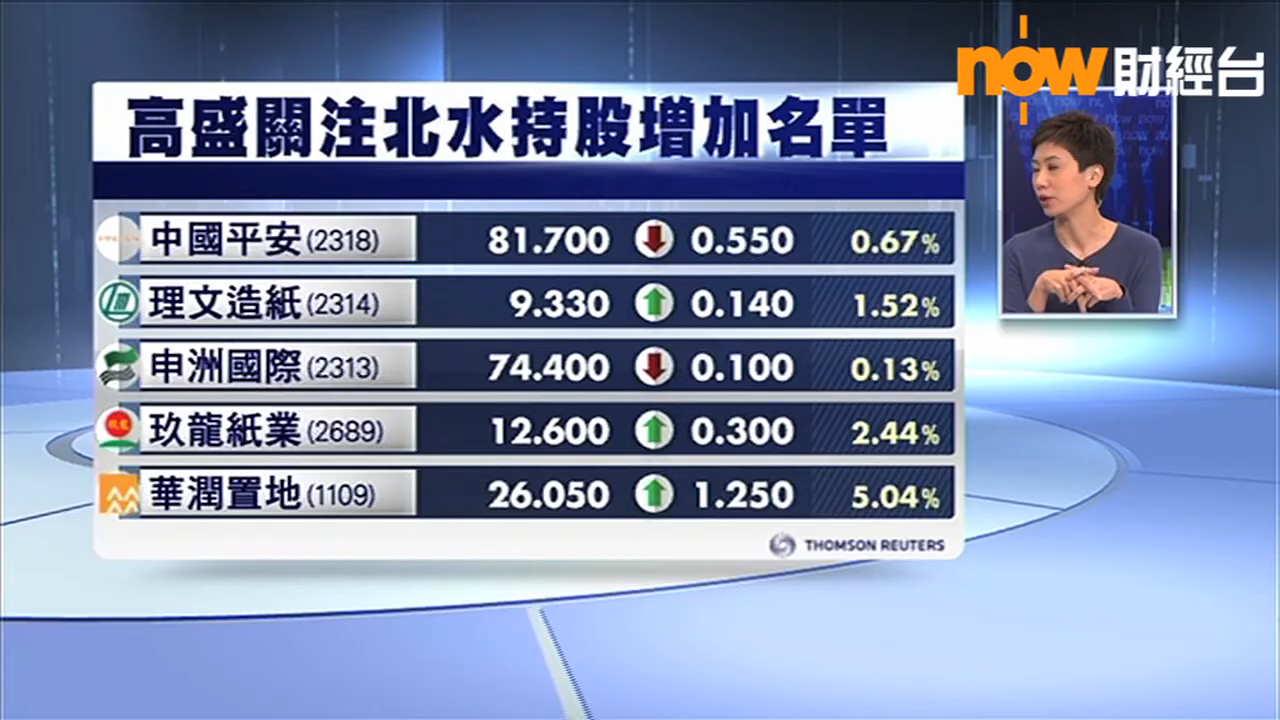 now 財經台
高盛關注北水持股增加名單
中國平安(2318) 81.700 0.550 0.67%
理文造紙(2314) 9.330 0.140 1.52%
申洲國際(2313) 74.400 0.100 0.13%
玖龍紙業(2689) 12.600 0.300 2.44%
華潤置地(1109) 26.050 1.250 5.04%
THOMSON REUTERS